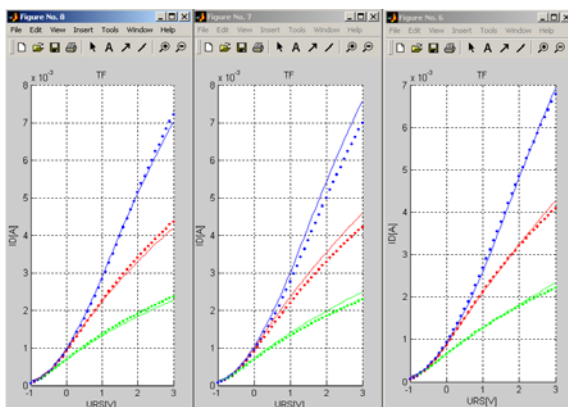 Figure No. 8
File Edit View Insert Tools Window Help
x 10⁻³
TF
8
7
6
5
4
3
2
1
0
ID[A]
-1 0 1 2 3
URS[V]
Figure No. 7
File Edit View Insert Tools Window Help
x 10⁻³
TF
8
7
6
5
4
3
2
1
0
ID[A]
-1 0 1 2 3
URS[V]
Figure No. 6
File Edit View Insert Tools Window Help
x 10⁻³
TF
7
6
5
4
3
2
1
0
ID[A]
-1 0 1 2 3
URS[V]